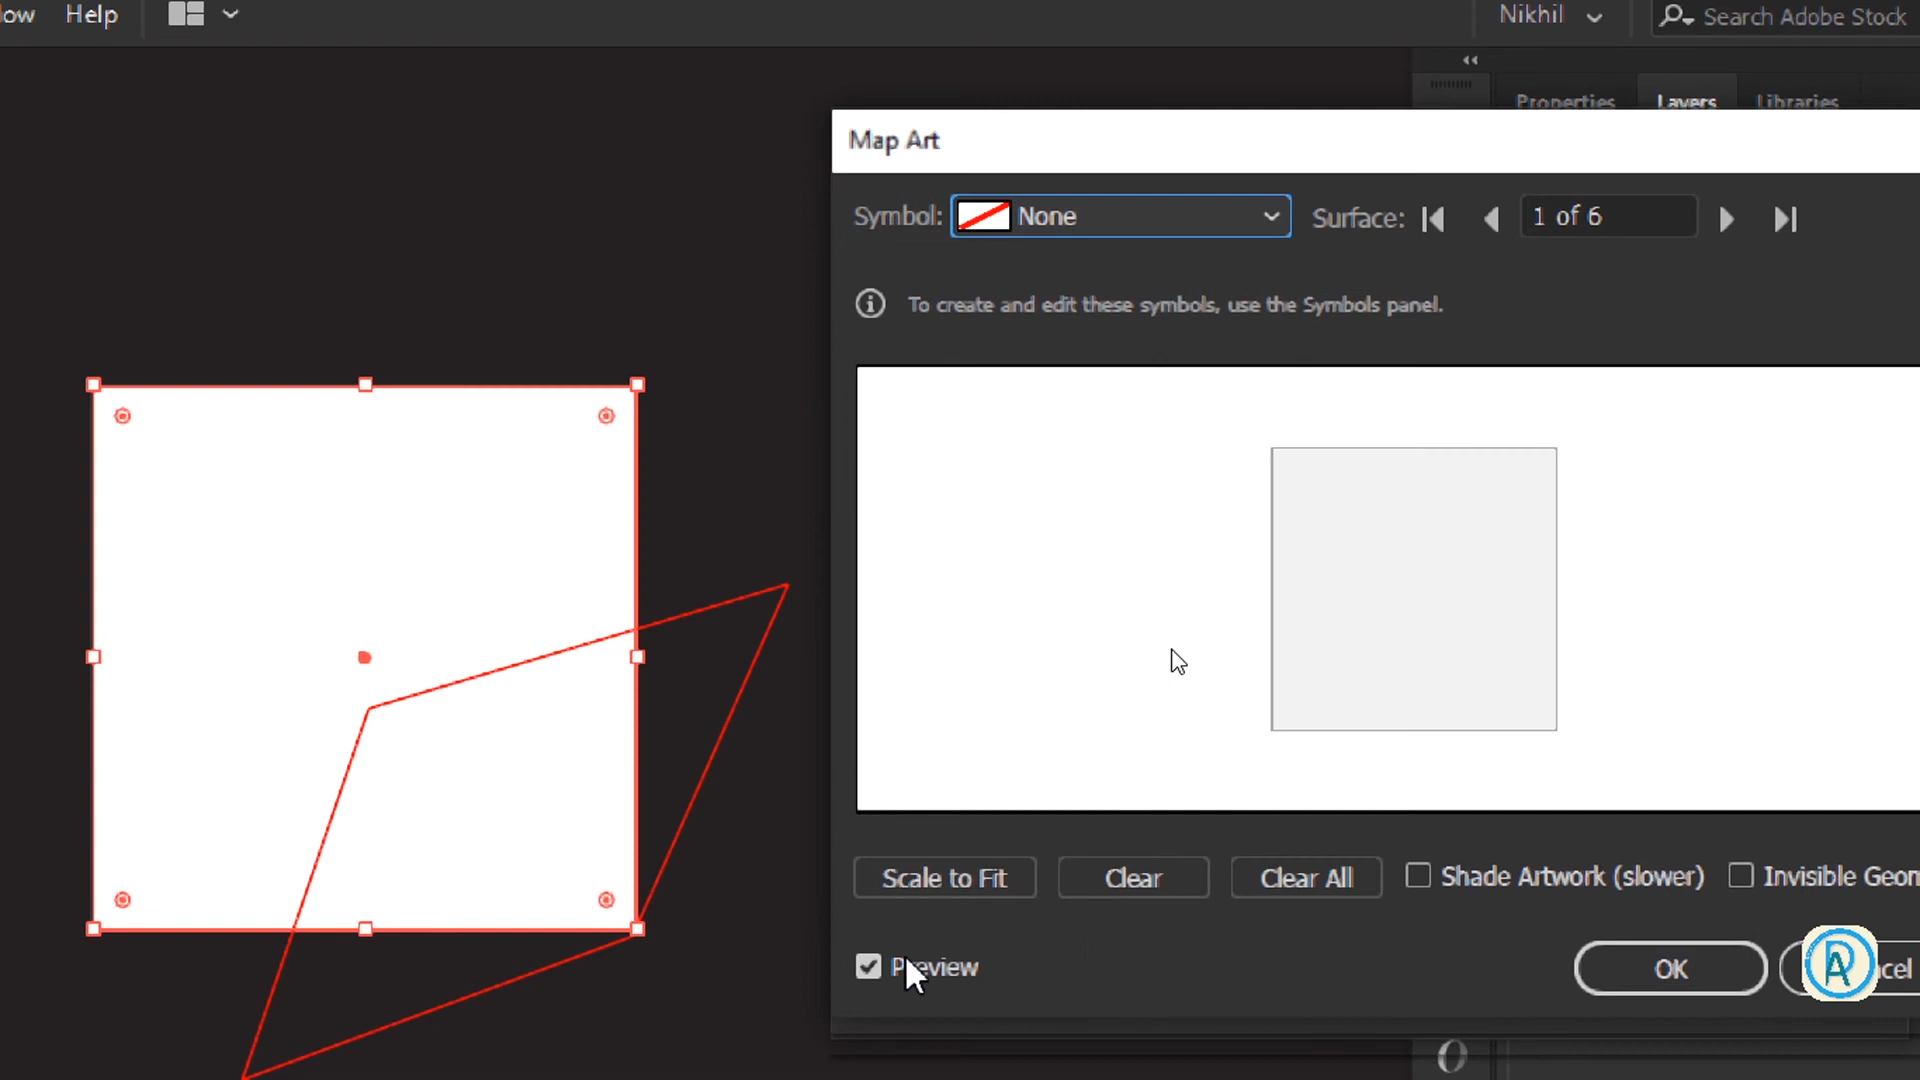 ow Help
Nikhil
Search Adobe Stock
Properties Layers Libraries
Map Art
Symbol: None Surface: 1 of 6
To create and edit these symbols, use the Symbols panel.
Scale to Fit Clear Clear All Shade Artwork (slower) Invisible Geom
Preview
OK
cel